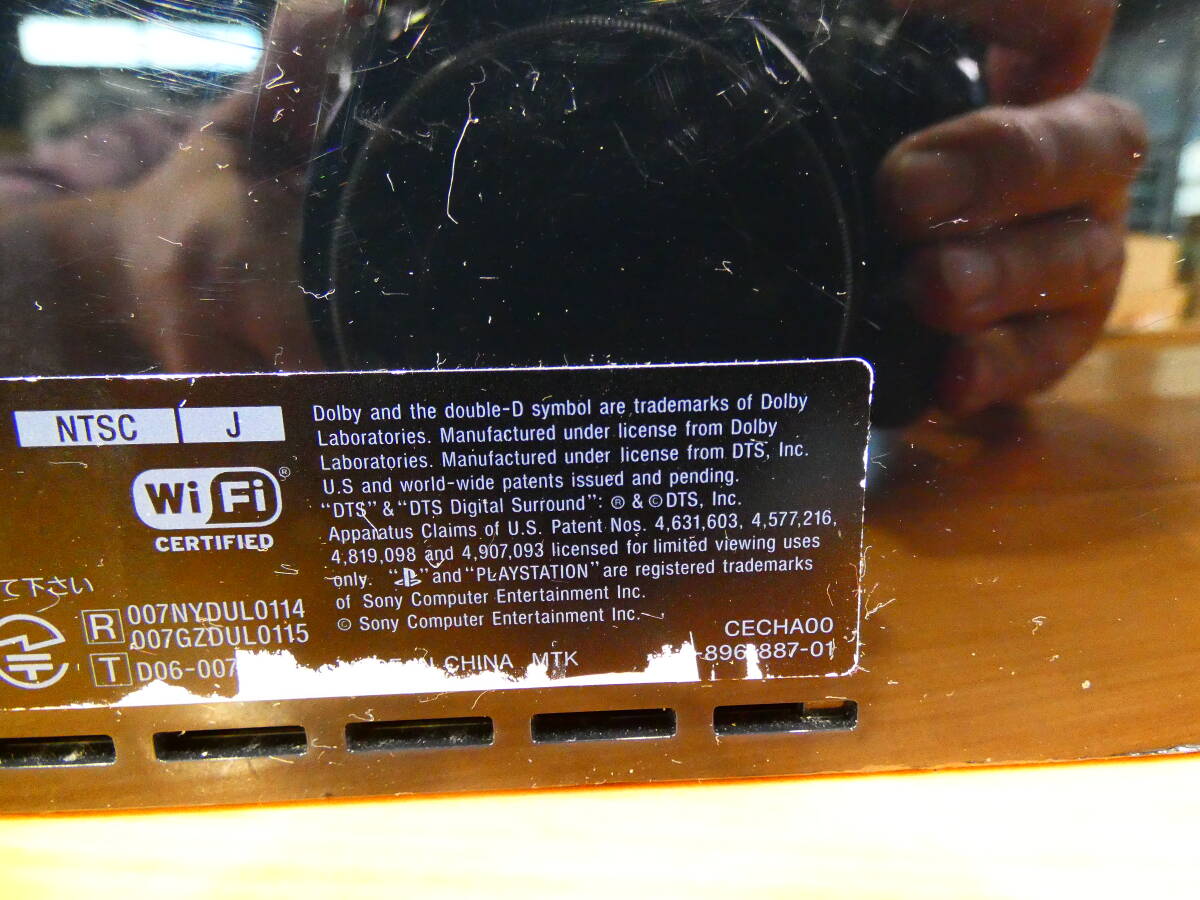 NTSC J
Dolby and the double-D symbol are trademarks of Dolby
Laboratories. Manufactured under license from Dolby
Laboratories. Manufactured under license from DTS, Inc.
U.S and world-wide patents issued and pending.
“DTS” & “DTS Digital Surround”: ® & © DTS, Inc.
Apparatus Claims of U.S. Patent Nos. 4,631,603, 4,577,216,
4,819,098 and 4,907,093 licensed for limited viewing uses
only. “ ” and “PLAYSTATION” are registered trademarks
of Sony Computer Entertainment Inc.
© Sony Computer Entertainment Inc.
Wi Fi ®
CERTIFIED
て下さい
R 007NYDUL0114
007GZDUL0115
T D06-007
CHINA MTK
CECHA00
-896-887-01